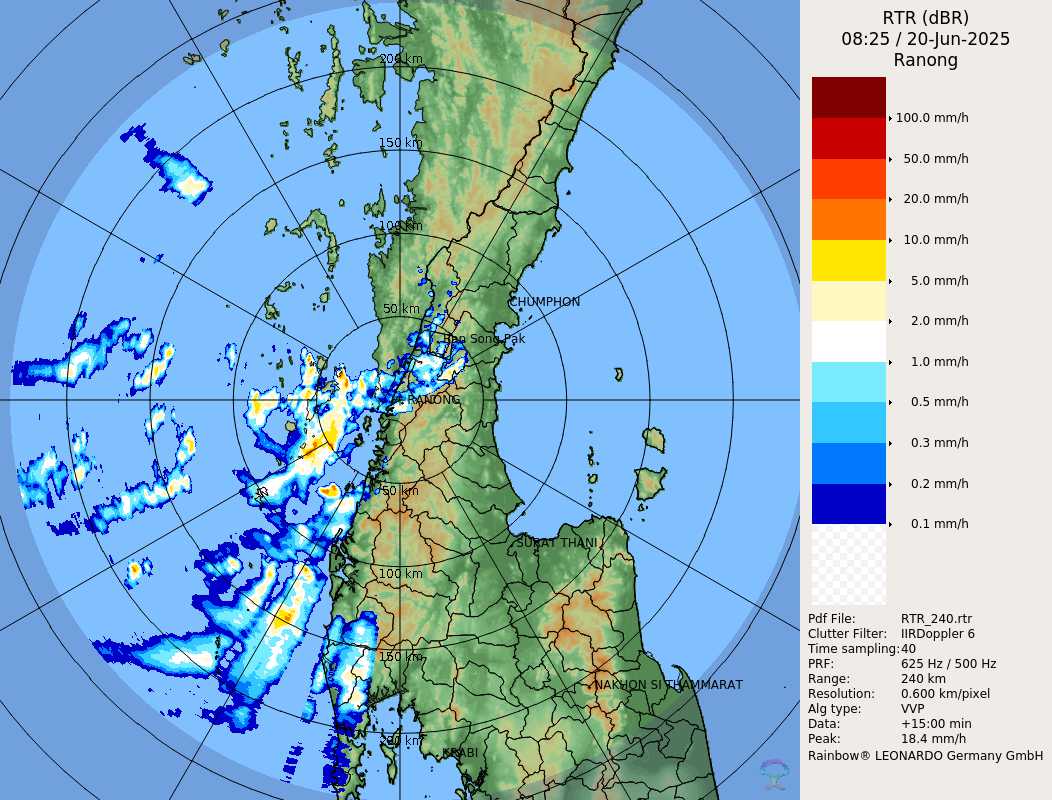 RTR (dBR)
08:25 / 20-Jun-2025
Ranong
200 km
150 km
100 km
50 km
CHUMPHON
Ban Song Pak
RANONG
50 km
SURAT THANI
100 km
150 km
NAKHON SI THAMMARAT
200 km
KRABI
100.0 mm/h
50.0 mm/h
20.0 mm/h
10.0 mm/h
5.0 mm/h
2.0 mm/h
1.0 mm/h
0.5 mm/h
0.3 mm/h
0.2 mm/h
0.1 mm/h
Pdf File: RTR_240.rtr
Clutter Filter: IIRDoppler 6
Time sampling:40
PRF: 625 Hz / 500 Hz
Range: 240 km
Resolution: 0.600 km/pixel
Alg type: VVP
Data: +15:00 min
Peak: 18.4 mm/h
Rainbow® LEONARDO Germany GmbH